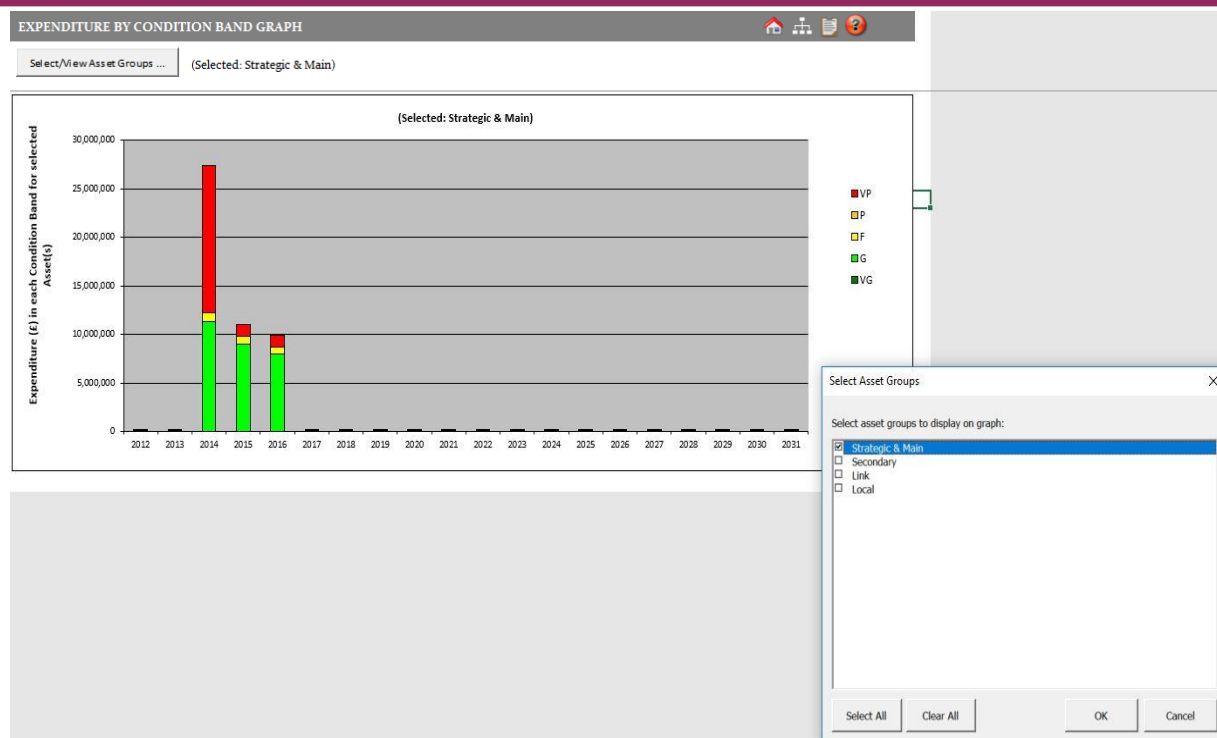 EXPENDITURE BY CONDITION BAND GRAPH
?
Select/View Asset Groups ...
(Selected: Strategic & Main)
(Selected: Strategic & Main)
Expenditure (£) in each Condition Band for selected
Asset(s)
30,000,000
25,000,000
20,000,000
15,000,000
10,000,000
5,000,000
0
2012 2013 2014 2015 2016 2017 2018 2019 2020 2021 2022 2023 2024 2025 2026 2027 2028 2029 2030 2031
VP
P
F
G
VG
Select Asset Groups
Select asset groups to display on graph:
Strategic & Main
Secondary
Link
Local
Select All Clear All OK Cancel